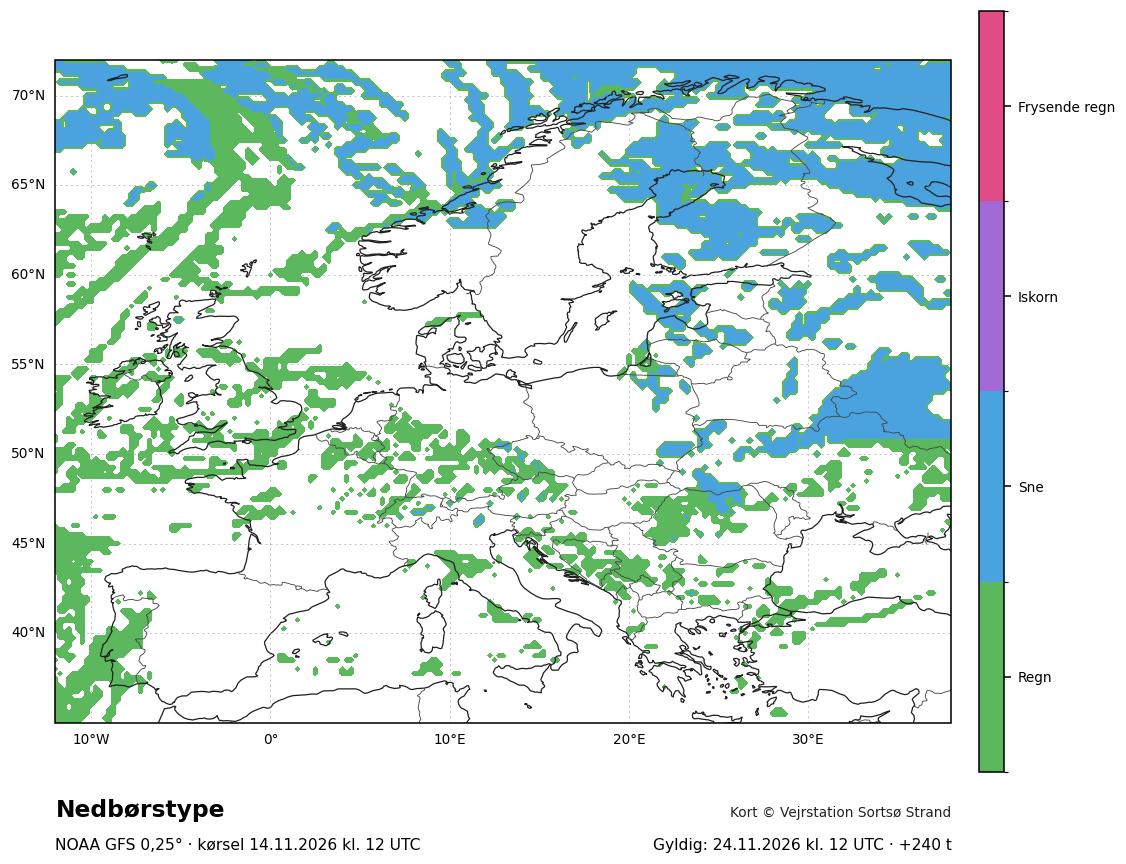 70°N
65°N
60°N
55°N
50°N
45°N
40°N
10°W
0°
10°E
20°E
30°E
Frysende regn
Iskorn
Sne
Regn
Nedbørstype
Kort © Vejrstation Sortsø Strand
NOAA GFS 0,25° · kørsel 14.11.2026 kl. 12 UTC
Gyldig: 24.11.2026 kl. 12 UTC · +240 t